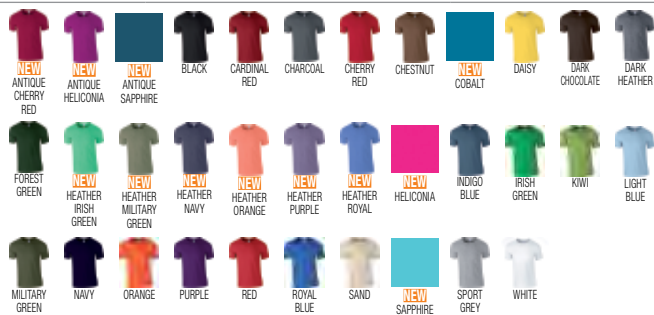 NEW
ANTIQUE
CHERRY
RED
NEW
ANTIQUE
HELICONIA
NEW
ANTIQUE
SAPPHIRE
BLACK
CARDINAL
RED
CHARCOAL
CHERRY
RED
CHESTNUT
NEW
COBALT
DAISY
DARK
CHOCOLATE
DARK
HEATHER
FOREST
GREEN
NEW
HEATHER
IRISH
GREEN
NEW
HEATHER
MILITARY
GREEN
NEW
HEATHER
NAVY
NEW
HEATHER
ORANGE
NEW
HEATHER
PURPLE
NEW
HEATHER
ROYAL
NEW
HELICONIA
INDIGO
BLUE
IRISH
GREEN
KIWI
LIGHT
BLUE
MILITARY
GREEN
NAVY
ORANGE
PURPLE
RED
ROYAL
BLUE
SAND
NEW
SAPPHIRE
SPORT
GREY
WHITE